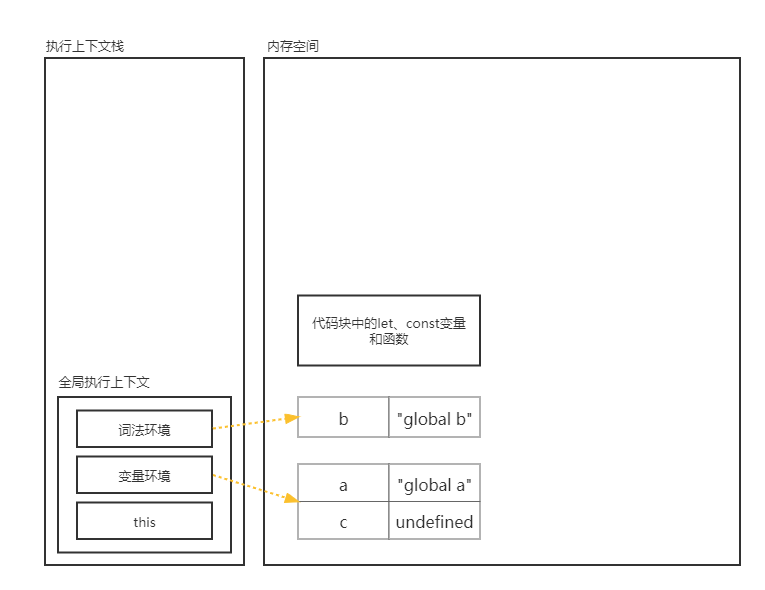 执行上下文栈
内存空间
代码块中的let、const变量
和函数
全局执行上下文
词法环境
b
"global b"
变量环境
a
"global a"
this
c
undefined